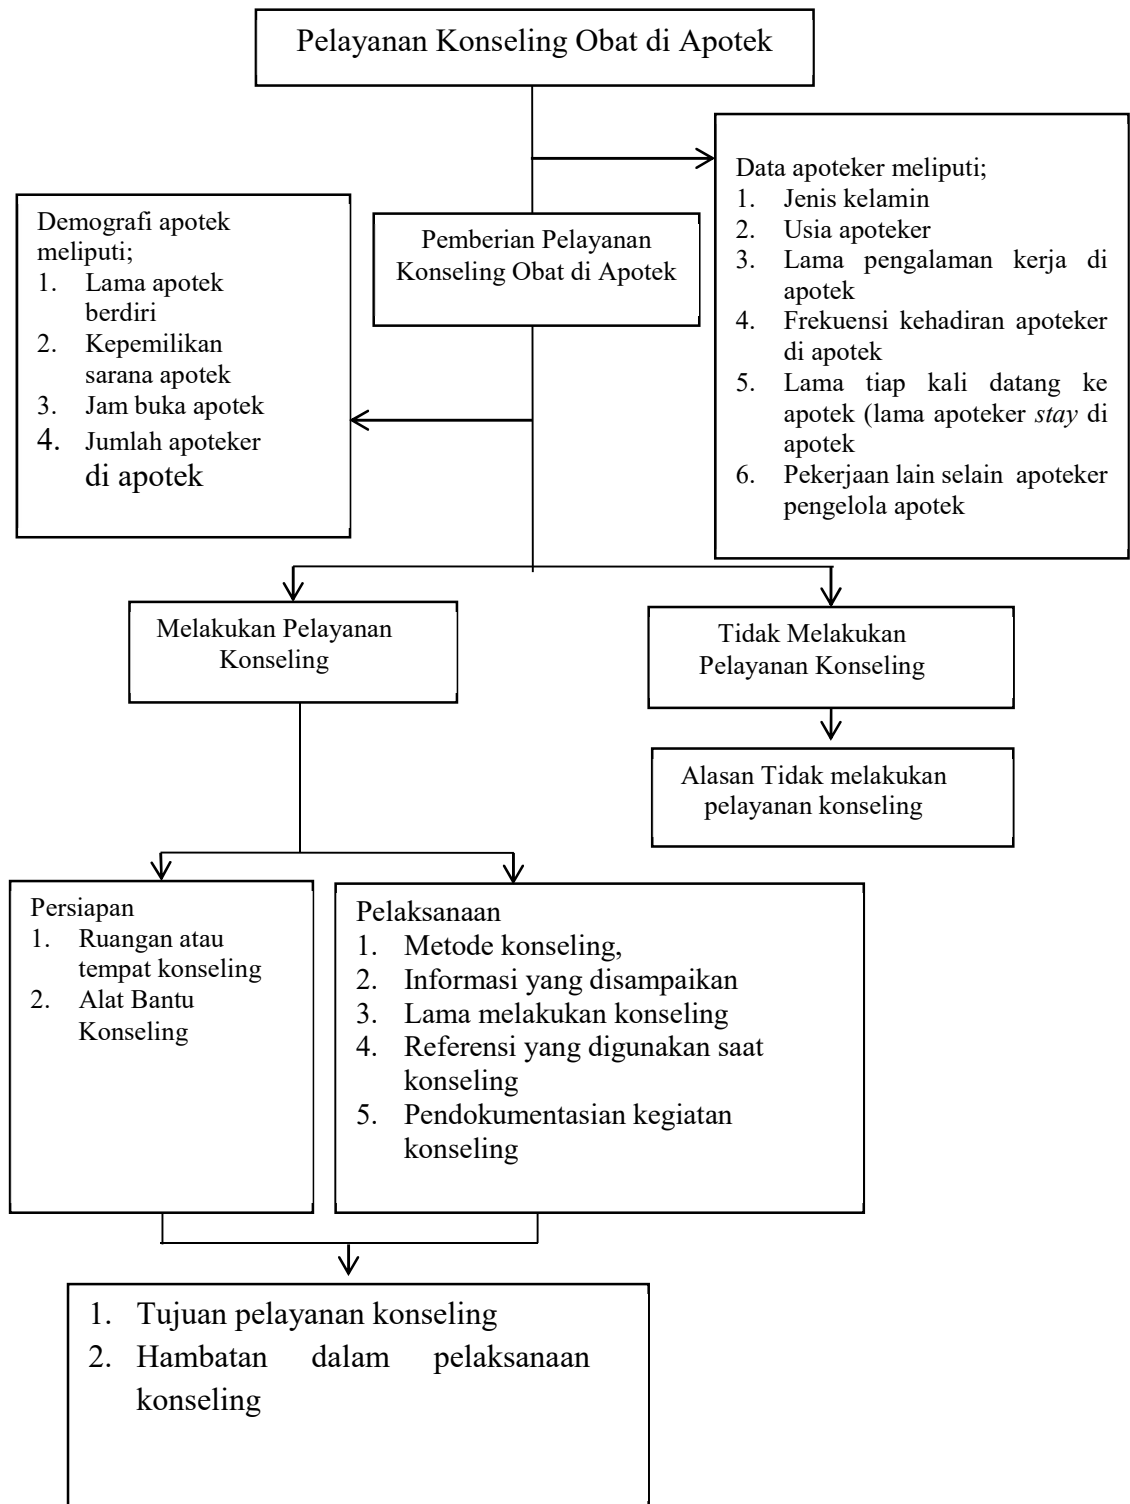 Pelayanan Konseling Obat di Apotek
Data apoteker meliputi;
1. Jenis kelamin
2. Usia apoteker
3. Lama pengalaman kerja di
apotek
4. Frekuensi kehadiran apoteker
di apotek
5. Lama tiap kali datang ke
apotek (lama apoteker stay di
apotek
6. Pekerjaan lain selain apoteker
pengelola apotek
Demografi apotek
meliputi;
1. Lama apotek
berdiri
2. Kepemilikan
sarana apotek
3. Jam buka apotek
4. Jumlah apoteker
di apotek
Pemberian Pelayanan
Konseling Obat di Apotek
Melakukan Pelayanan
Konseling
Tidak Melakukan
Pelayanan Konseling
Alasan Tidak melakukan
pelayanan konseling
Persiapan
1. Ruangan atau
tempat konseling
2. Alat Bantu
Konseling
Pelaksanaan
1. Metode konseling,
2. Informasi yang disampaikan
3. Lama melakukan konseling
4. Referensi yang digunakan saat
konseling
5. Pendokumentasian kegiatan
konseling
1. Tujuan pelayanan konseling
2. Hambatan dalam pelaksanaan
konseling